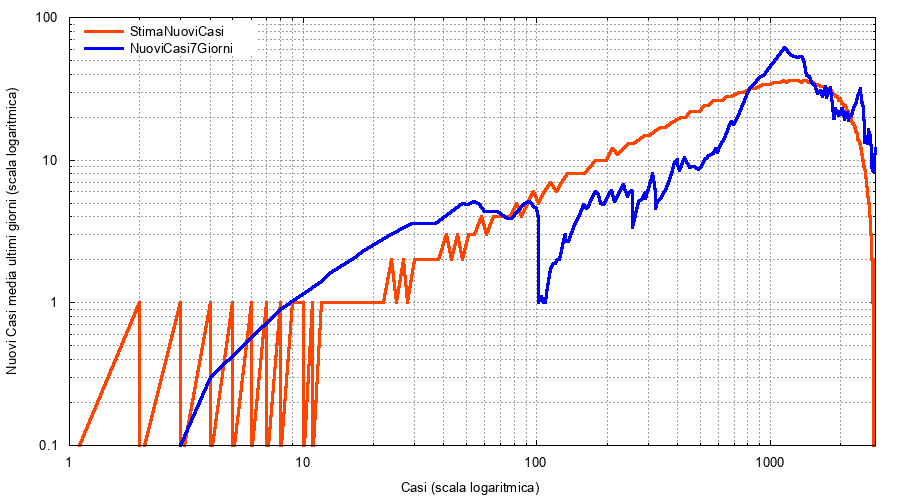 StimaNuoviCasi
NuoviCasi7Giorni
Nuovi Casi media ultimi giorni (scala logaritmica)
100
10
1
0.1
1
10
100
1000
Casi (scala logaritmica)